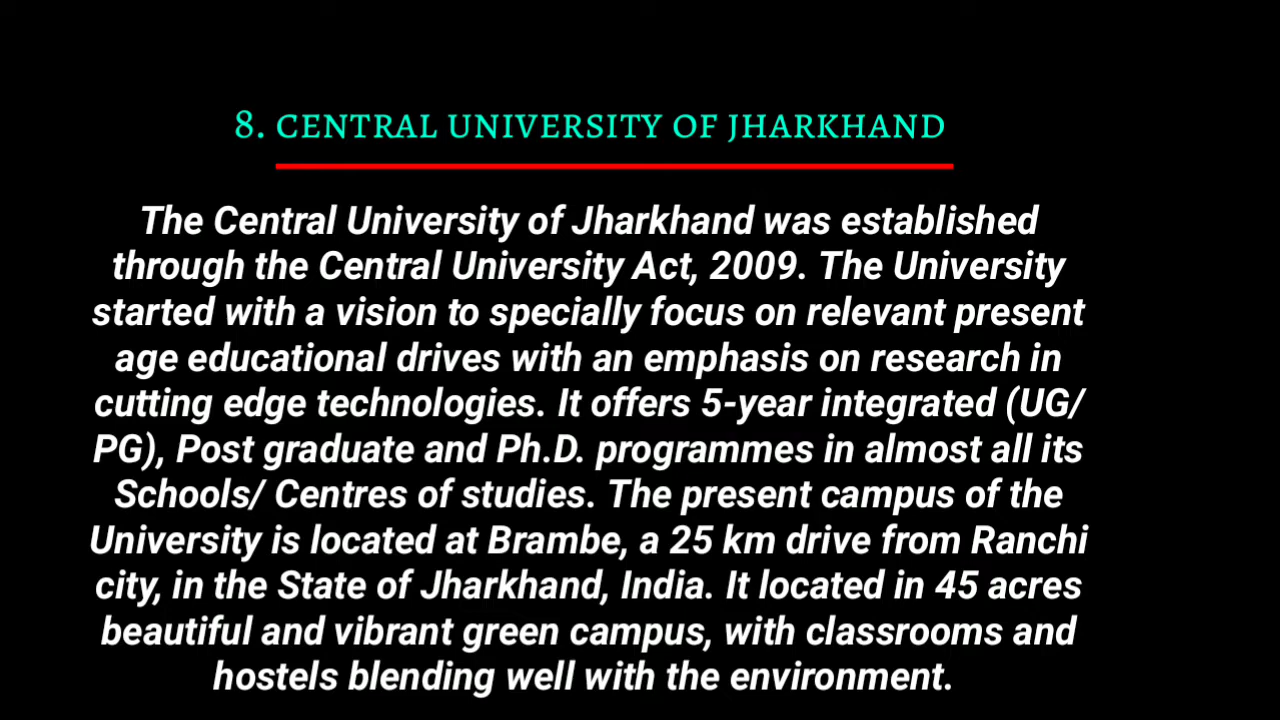 8. CENTRAL UNIVERSITY OF JHARKHAND
The Central University of Jharkhand was established
through the Central University Act, 2009. The University
started with a vision to specially focus on relevant present
age educational drives with an emphasis on research in
cutting edge technologies. It offers 5-year integrated (UG/
PG), Post graduate and Ph.D. programmes in almost all its
Schools/ Centres of studies. The present campus of the
University is located at Brambe, a 25 km drive from Ranchi
city, in the State of Jharkhand, India. It located in 45 acres
beautiful and vibrant green campus, with classrooms and
hostels blending well with the environment.